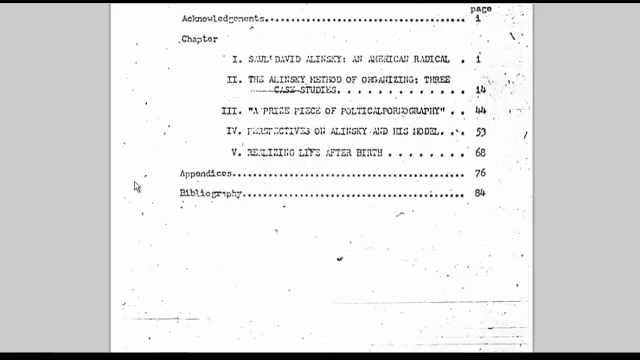 page
Acknowledgements................................... i
Chapter
I. SAUL DAVID ALINSKY: AN AMERICAN RADICAL . 1
II. THE ALINSKY METHOD OF ORGANIZING: THREE
CASE STUDIES. . . . . . . . . . . . 14
III. "A PRIZE PIECE OF POLTICALPORNOGRAPHY" . . 44
IV. PERSPECTIVES ON ALINSKY AND HIS MODEL. . . 53
V. REALIZING LIFE AFTER BIRTH . . . . . . . . 68
Appendices......................................... 76
Bibliography....................................... 84